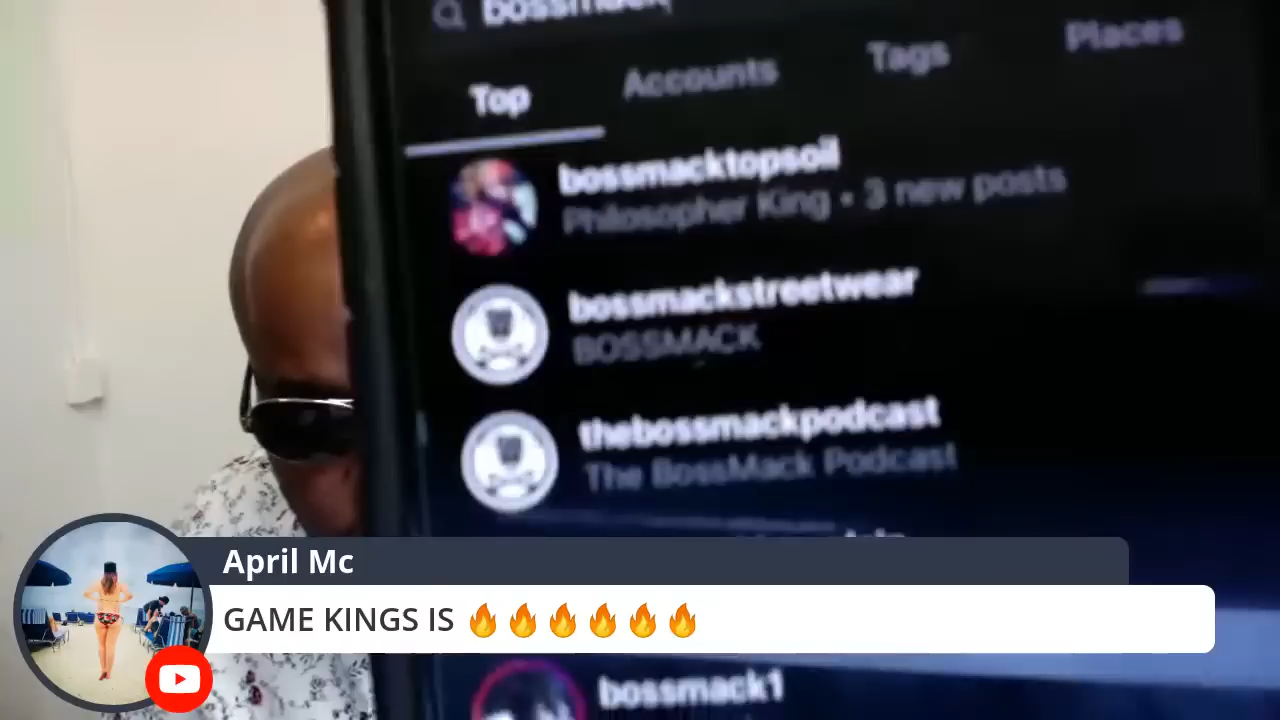 bossmack
Top
Accounts
Tags
Places
bossmacktopsoil
Philosopher King • 3 new posts
bossmackstreetwear
BOSSMACK
thebossmackpodcast
The BossMack Podcast
April Mc
GAME KINGS IS 🔥🔥🔥🔥🔥🔥
bossmack1